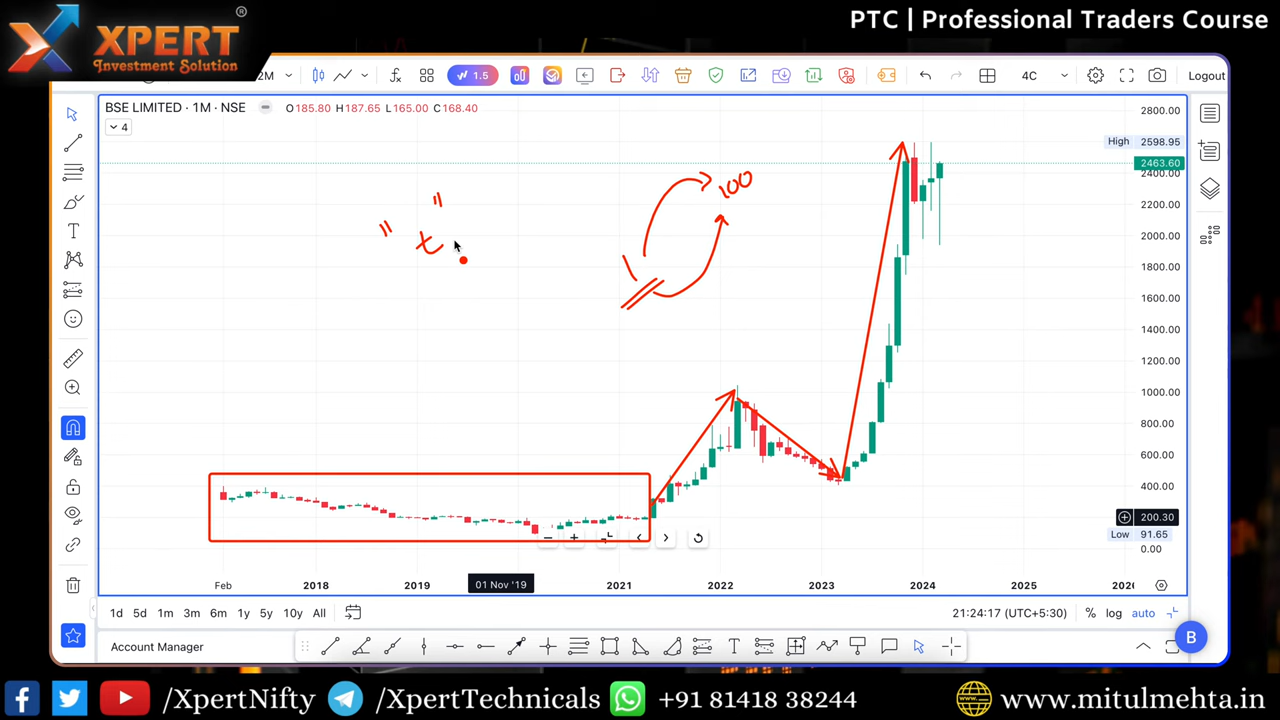 PTC | Professional Traders Course
XPERT ®
Investment Solution
2M
1.5
4C
Logout
BSE LIMITED · 1M · NSE O185.80 H187.65 L165.00 C168.40
4
2800.00
High 2598.95
2463.60
2400.00
2200.00
2000.00
1800.00
1600.00
1400.00
1200.00
1000.00
800.00
600.00
400.00
200.30
Low 91.65
0.00
" t "
100
Feb 2018 2019 01 Nov '19 2021 2022 2023 2024 2025 2026
1d 5d 1m 3m 6m 1y 5y 10y All
21:24:17 (UTC+5:30) % log auto
Account Manager
B
/XpertNifty /XpertTechnicals +91 81418 38244 www.mitulmehta.in